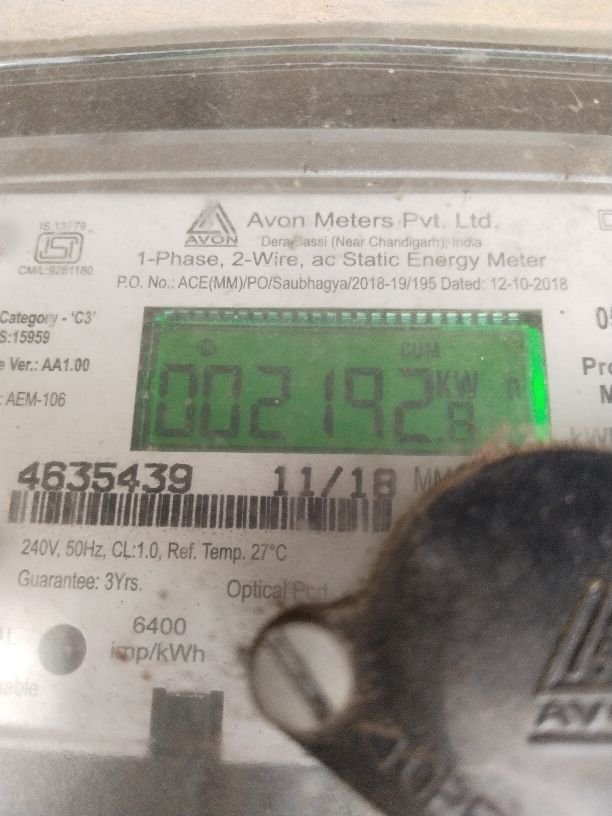 IS 13779
ISI
CM/L:9261180
AVON
Avon Meters Pvt. Ltd.
Dera Bassi (Near Chandigarh), India
1-Phase, 2-Wire, ac Static Energy Meter
P.O. No.: ACE(MM)/PO/Saubhagya/2018-19/195 Dated: 12-10-2018
Category - 'C3'
S:15959
Ver.: AA1.00
: AEM-106
CUM
002192.8 KW
4635439 11/18
240V, 50Hz, CL:1.0, Ref. Temp. 27°C
Guarantee: 3Yrs.
Optical Port
6400
imp/kWh
AVO